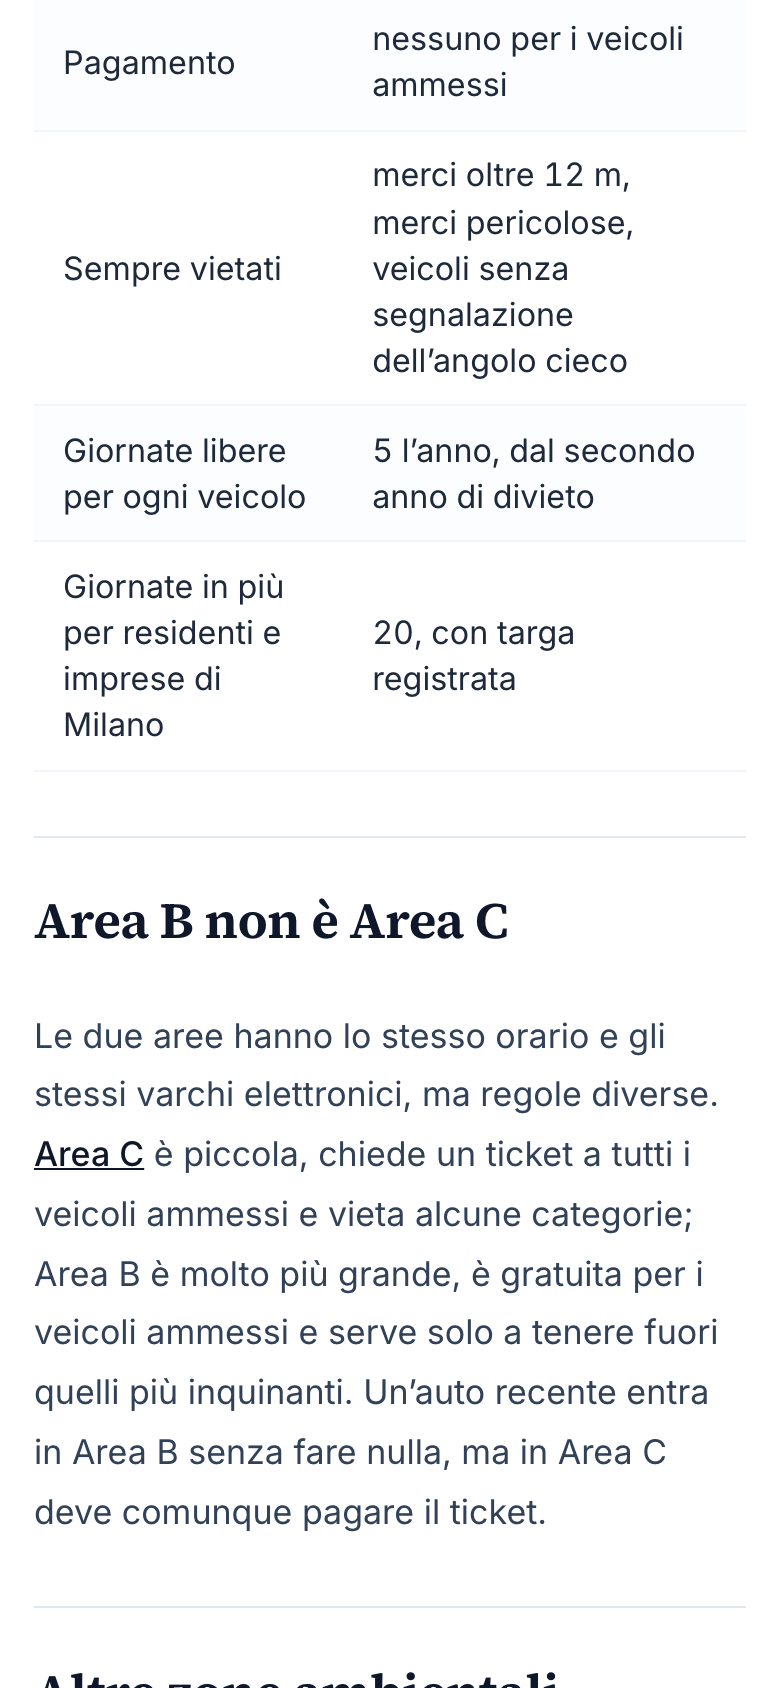 Pagamento
nessuno per i veicoli
ammessi
Sempre vietati
merci oltre 12 m,
merci pericolose,
veicoli senza
segnalazione
dell’angolo cieco
Giornate libere
per ogni veicolo
5 l’anno, dal secondo
anno di divieto
Giornate in più
per residenti e
imprese di
Milano
20, con targa
registrata
Area B non è Area C
Le due aree hanno lo stesso orario e gli
stessi varchi elettronici, ma regole diverse.
Area C è piccola, chiede un ticket a tutti i
veicoli ammessi e vieta alcune categorie;
Area B è molto più grande, è gratuita per i
veicoli ammessi e serve solo a tenere fuori
quelli più inquinanti. Un’auto recente entra
in Area B senza fare nulla, ma in Area C
deve comunque pagare il ticket.
Altre zone ambientali